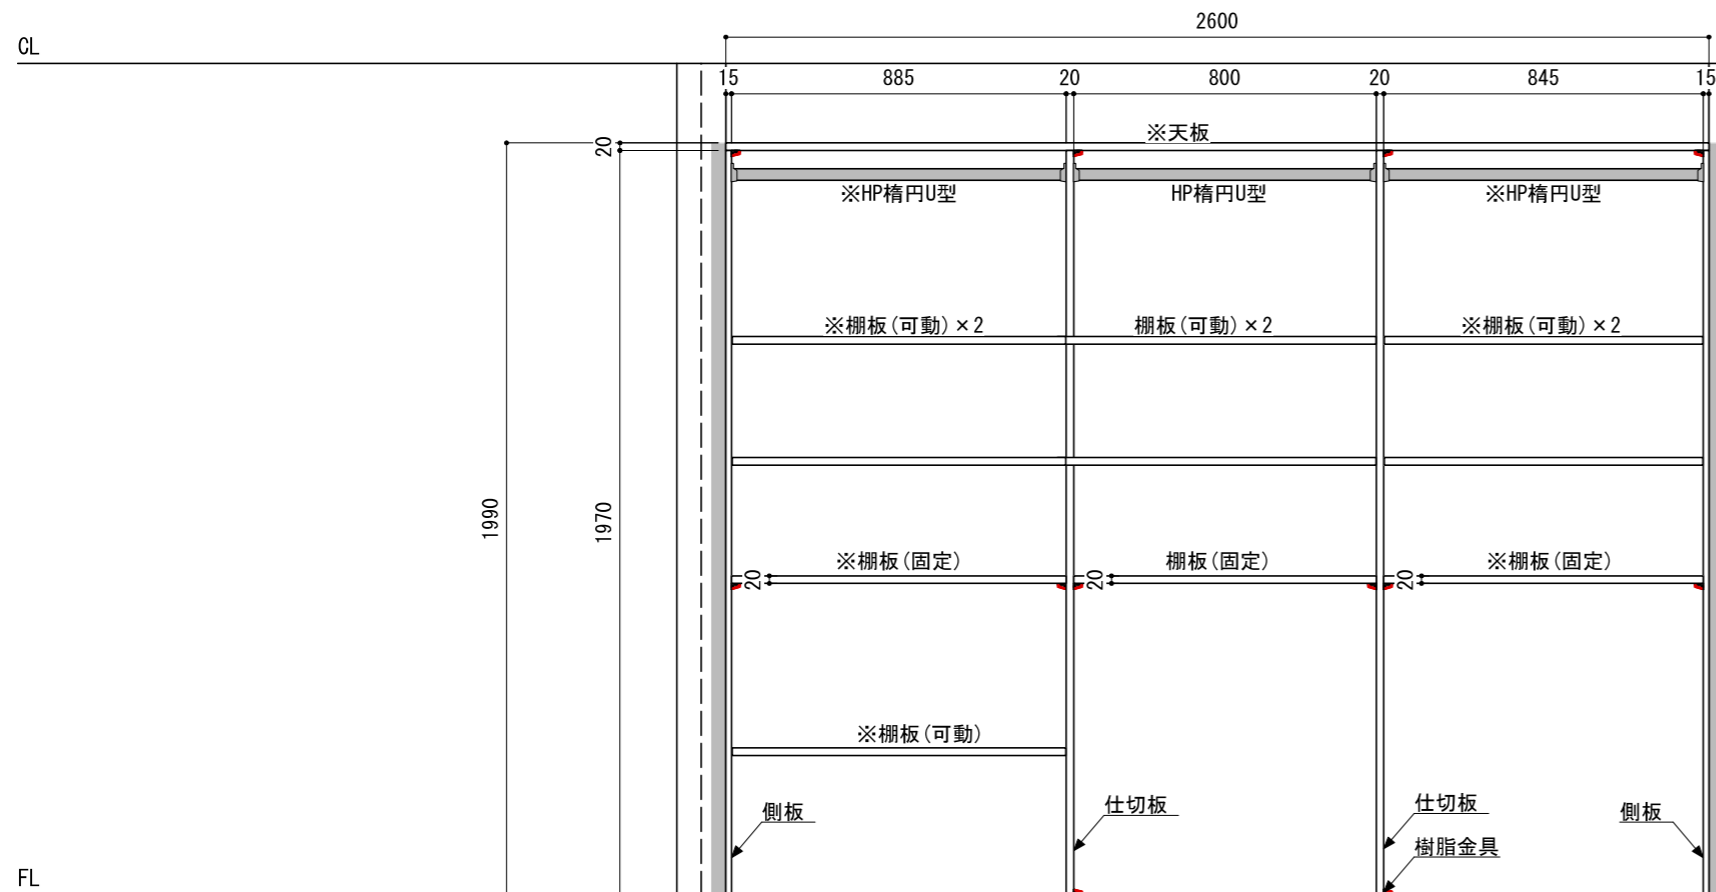 2600
CL
15
885
20
800
20
845
15
※天板
20
※HP楕円U型
HP楕円U型
※HP楕円U型
※棚板(可動)×2
棚板(可動)×2
※棚板(可動)×2
1990
1970
※棚板(固定)
棚板(固定)
※棚板(固定)
20
20
20
※棚板(可動)
側板
仕切板
仕切板
側板
樹脂金具
FL